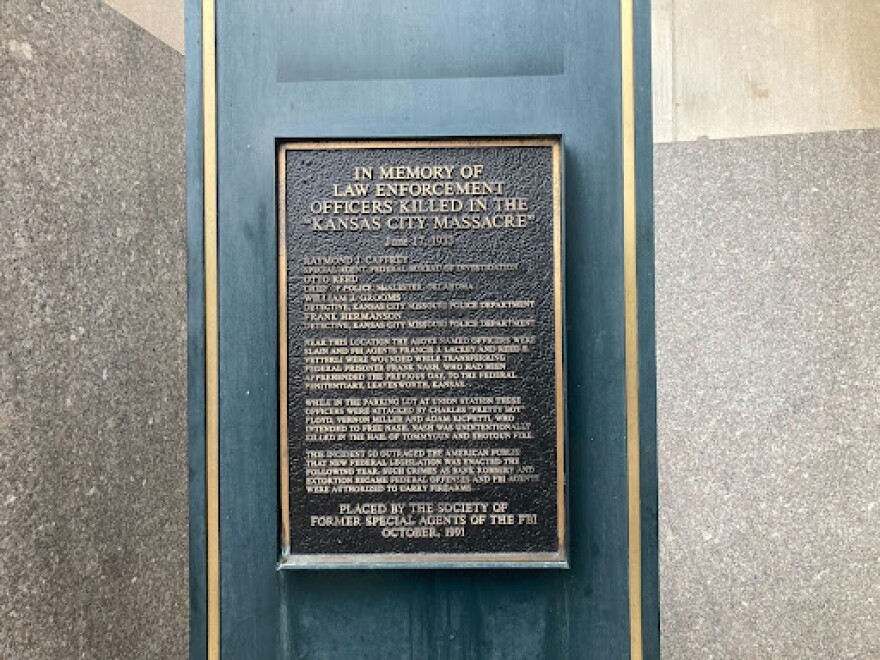 IN MEMORY OF
LAW ENFORCEMENT
OFFICERS KILLED IN THE
"KANSAS CITY MASSACRE"
June 17, 1933
RAYMOND J. CAFFREY
SPECIAL AGENT, FEDERAL BUREAU OF INVESTIGATION
OTTO REED
CHIEF OF POLICE, McALESTER, OKLAHOMA
WILLIAM J. GROOMS
DETECTIVE, KANSAS CITY MISSOURI POLICE DEPARTMENT
FRANK HERMANSON
DETECTIVE, KANSAS CITY MISSOURI POLICE DEPARTMENT
NEAR THIS LOCATION THE ABOVE NAMED OFFICERS WERE
SLAIN AND FBI AGENTS FRANCIS J. LACKEY AND REED E.
VETTERLI WERE WOUNDED WHILE TRANSFERRING
FEDERAL PRISONER FRANK NASH, WHO HAD BEEN
APPREHENDED THE PREVIOUS DAY, TO THE FEDERAL
PENITENTIARY, LEAVENWORTH, KANSAS.
WHILE IN THE PARKING LOT AT UNION STATION THESE
OFFICERS WERE ATTACKED BY CHARLES "PRETTY BOY"
FLOYD, VERNON MILLER AND ADAM RICHETTI, WHO
INTENDED TO FREE NASH. NASH WAS UNINTENTIONALLY
KILLED IN THE HAIL OF TOMMYGUN AND SHOTGUN FIRE.
THIS INCIDENT SO OUTRAGED THE AMERICAN PUBLIC
THAT NEW FEDERAL LEGISLATION WAS ENACTED THE
FOLLOWING YEAR. SUCH CRIMES AS BANK ROBBERY AND
EXTORTION BECAME FEDERAL OFFENSES AND FBI AGENTS
WERE AUTHORIZED TO CARRY FIREARMS.
PLACED BY THE SOCIETY OF
FORMER SPECIAL AGENTS OF THE FBI
OCTOBER, 1991